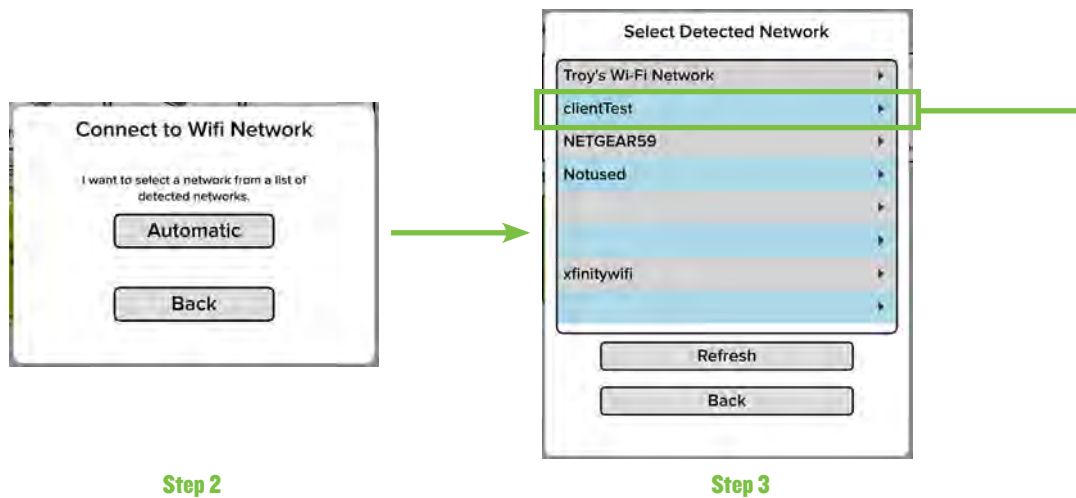 Connect to Wifi Network
I want to select a network from a list of
detected networks.
Automatic
Back
Step 2
Select Detected Network
Troy's Wi-Fi Network
clientTest
NETGEAR59
Notused
xfinitywifi
Refresh
Back
Step 3